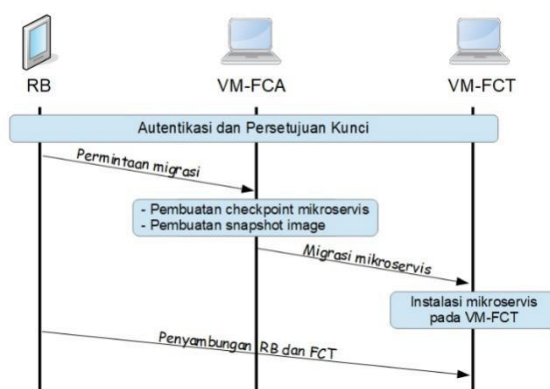 RB
VM-FCA
VM-FCT
Autentikasi dan Persetujuan Kunci
Permintaan migrasi
- Pembuatan checkpoint mikroservis
- Pembuatan snapshot image
Migrasi mikroservis
Instalasi mikroservis
pada VM-FCT
Penyambungan RB dan FCT